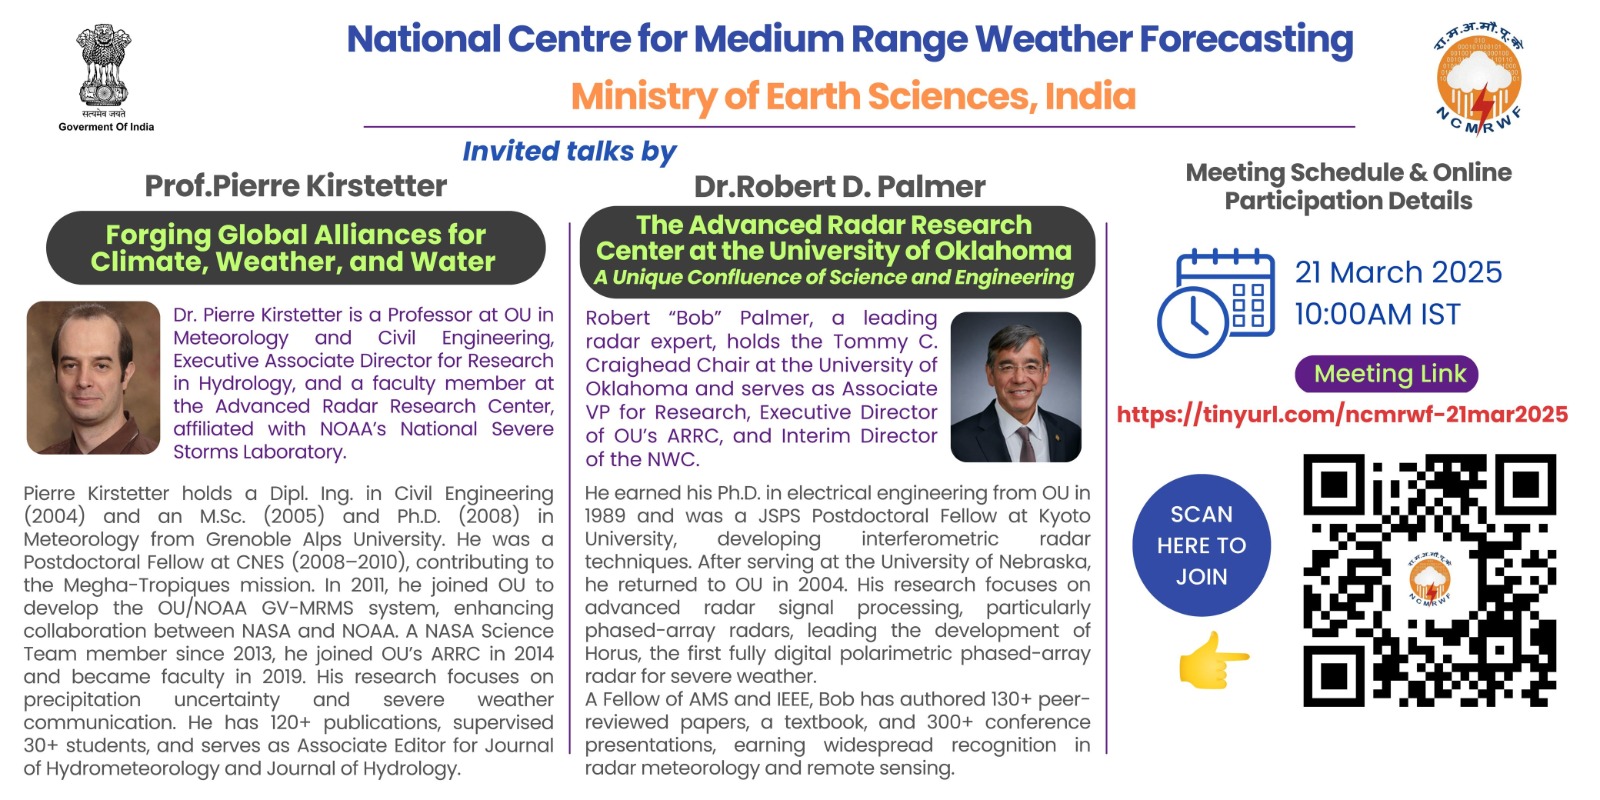 National Centre for Medium Range Weather Forecasting
Ministry of Earth Sciences, India
सत्यमेव जयते
Goverment Of India
रा.म.अ.मौ.पू.के
NCMRWF
Invited talks by
Prof.Pierre Kirstetter
Forging Global Alliances for
Climate, Weather, and Water
Dr. Pierre Kirstetter is a Professor at OU in
Meteorology and Civil Engineering,
Executive Associate Director for Research
in Hydrology, and a faculty member at
the Advanced Radar Research Center,
affiliated with NOAA's National Severe
Storms Laboratory.
Pierre Kirstetter holds a Dipl. Ing. in Civil Engineering
(2004) and an M.Sc. (2005) and Ph.D. (2008) in
Meteorology from Grenoble Alps University. He was a
Postdoctoral Fellow at CNES (2008–2010), contributing to
the Megha-Tropiques mission. In 2011, he joined OU to
develop the OU/NOAA GV-MRMS system, enhancing
collaboration between NASA and NOAA. A NASA Science
Team member since 2013, he joined OU's ARRC in 2014
and became faculty in 2019. His research focuses on
precipitation uncertainty and severe weather
communication. He has 120+ publications, supervised
30+ students, and serves as Associate Editor for Journal
of Hydrometeorology and Journal of Hydrology.
Dr.Robert D. Palmer
The Advanced Radar Research
Center at the University of Oklahoma
A Unique Confluence of Science and Engineering
Robert “Bob” Palmer, a leading
radar expert, holds the Tommy C.
Craighead Chair at the University of
Oklahoma and serves as Associate
VP for Research, Executive Director
of OU's ARRC, and Interim Director
of the NWC.
He earned his Ph.D. in electrical engineering from OU in
1989 and was a JSPS Postdoctoral Fellow at Kyoto
University, developing interferometric radar
techniques. After serving at the University of Nebraska,
he returned to OU in 2004. His research focuses on
advanced radar signal processing, particularly
phased-array radars, leading the development of
Horus, the first fully digital polarimetric phased-array
radar for severe weather.
A Fellow of AMS and IEEE, Bob has authored 130+ peer-
reviewed papers, a textbook, and 300+ conference
presentations, earning widespread recognition in
radar meteorology and remote sensing.
Meeting Schedule & Online
Participation Details
21 March 2025
10:00AM IST
Meeting Link
https://tinyurl.com/ncmrwf-21mar2025
SCAN
HERE TO
JOIN
रा.म.अ.मौ.पू.के
NCMRWF